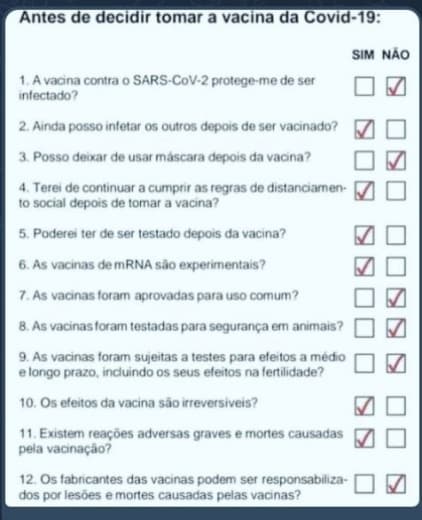 Antes de decidir tomar a vacina da Covid-19:
SIM NÃO
1. A vacina contra o SARS-CoV-2 protege-me de ser
infectado?
2. Ainda posso infetar os outros depois de ser vacinado?
3. Posso deixar de usar máscara depois da vacina?
4. Terei de continuar a cumprir as regras de distanciamen-
to social depois de tomar a vacina?
5. Poderei ter de ser testado depois da vacina?
6. As vacinas de mRNA são experimentais?
7. As vacinas foram aprovadas para uso comum?
8. As vacinas foram testadas para segurança em animais?
9. As vacinas foram sujeitas a testes para efeitos a médio
e longo prazo, incluindo os seus efeitos na fertilidade?
10. Os efeitos da vacina são irreversíveis?
11. Existem reações adversas graves e mortes causadas
pela vacinação?
12. Os fabricantes das vacinas podem ser responsabiliza-
dos por lesões e mortes causadas pelas vacinas?